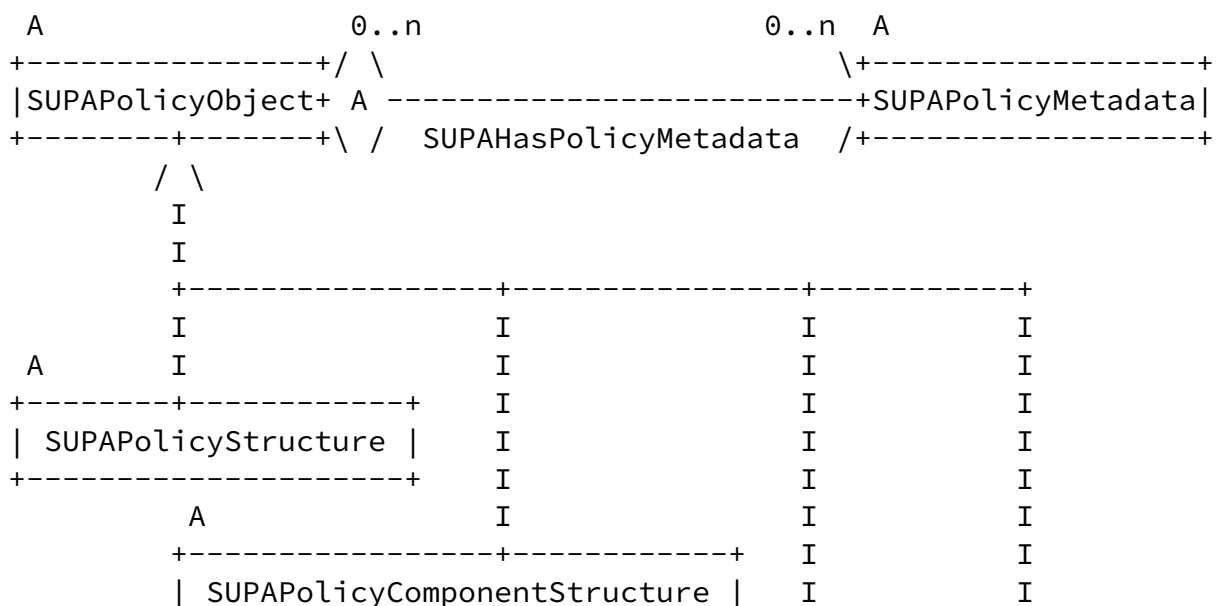 A                 0..n                   0..n  A
+-----------------+/ \                         \+------------------+
|SUPAPolicyObject+ A --------------------------+SUPAPolicyMetadata|
+--------+-------+\ /  SUPAHasPolicyMetadata  /+------------------+
        / \
         I
         I
         +-----------------+----------------+-----------+
         I                 I                I           I
 A       I                 I                I           I
+--------+------------+    I                I           I
| SUPAPolicyStructure |    I                I           I
+---------------------+    I                I           I
          A                I                I           I
         +-----------------+------------+   I           I
         | SUPAPolicyComponentStructure |   I           I